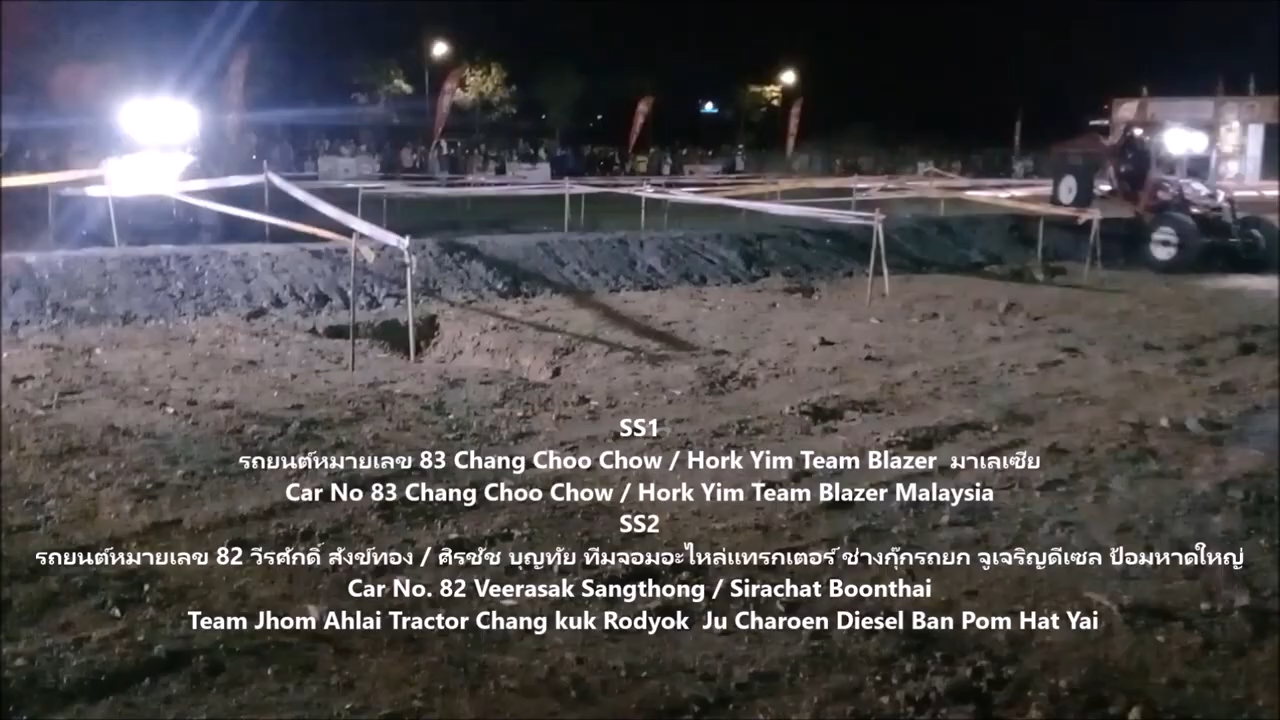 SS1
รถยนต์หมายเลข 83 Chang Choo Chow / Hork Yim Team Blazer มาเลเซีย
Car No 83 Chang Choo Chow / Hork Yim Team Blazer Malaysia
SS2
รถยนต์หมายเลข 82 วีรศักดิ์ สังข์ทอง / ศิรชัช บุญทัย ทีมจอมอะไหล่แทรกเตอร์ ช่างกุ๊กรถยก จูเจริญดีเซล ป้อมหาดใหญ่
Car No. 82 Veerasak Sangthong / Sirachat Boonthai
Team Jhom Ahlai Tractor Chang kuk Rodyok Ju Charoen Diesel Ban Pom Hat Yai